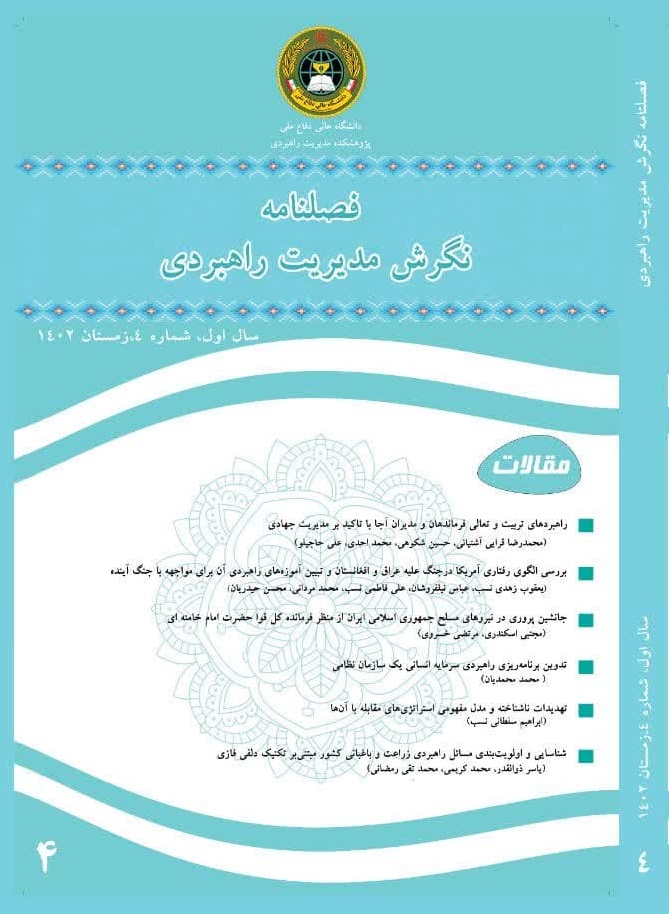 دانشگاه عالی دفاع ملی
دانشگاه عالی دفاع ملی
پژوهشکده مدیریت راهبردی
فصلنامه
نگرش مدیریت راهبردی
سال اول، شماره ٤،زمستان ١٤٠٢
مقالات
راهبردهای تربیت و تعالی فرماندهان و مدیران آجا با تاکید بر مدیریت جهادی
(محمدرضا قرایی آشتیانی، حسین شکوهی، محمد احدی، علی حاجیلو)
بررسی الگوی رفتاری آمریکا درجنگ علیه عراق و افغانستان و تبیین آموزه‌های راهبردی آن برای مواجهه با جنگ آینده
(یعقوب زهدی نسب، عباس نیلفروشان، علی فاطمی نسب، محمد مردانی، محسن حیدریان)
جانشین پروری در نیروهای مسلح جمهوری اسلامی ایران از منظر فرمانده کل قوا حضرت امام خامنه ای
(مجتبی اسکندری، مرتضی خسروی)
تدوین برنامه‌ریزی راهبردی سرمایه انسانی یک سازمان نظامی
( محمد محمدیان)
تهدیدات ناشناخته و مدل مفهومی استراتژی‌های مقابله با آن‌ها
(ابراهیم سلطانی نسب)
شناسایی و اولویت‌بندی مسائل راهبردی زراعت و باغبانی کشور مبتنی‌بر تکنیک دلفی فازی
(یاسر ذوالقدر، محمد کریمی، محمد تقی رمضانی)
۴
فصلنامه نگرش مدیریت راهبردی
سال اول، شماره ٤،زمستان ١٤٠٢
٤